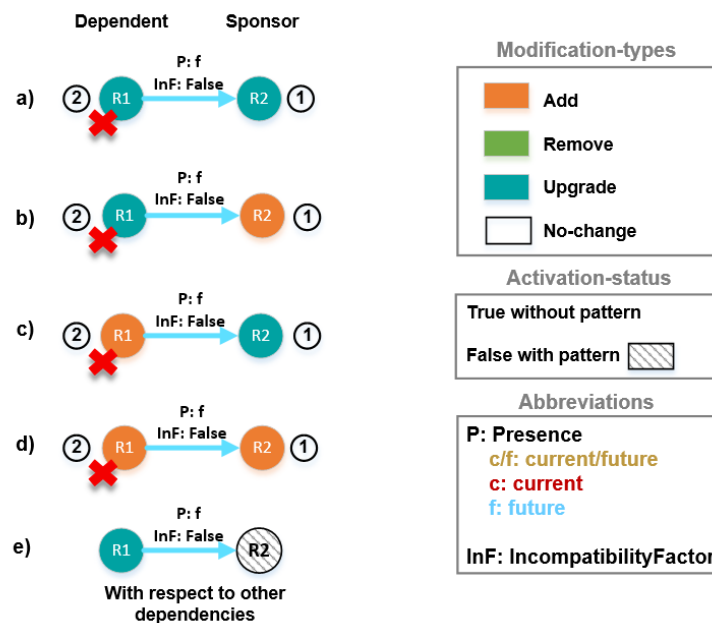 Dependent Sponsor
P: f
InF: False
a) 2 R1 R2 1
P: f
InF: False
b) 2 R1 R2 1
P: f
InF: False
c) 2 R1 R2 1
P: f
InF: False
d) 2 R1 R2 1
P: f
InF: False
e) R1 R2
With respect to other
dependencies
Modification-types
Add
Remove
Upgrade
No-change
Activation-status
True without pattern
False with pattern
Abbreviations
P: Presence
c/f: current/future
c: current
f: future
InF: IncompatibilityFactor